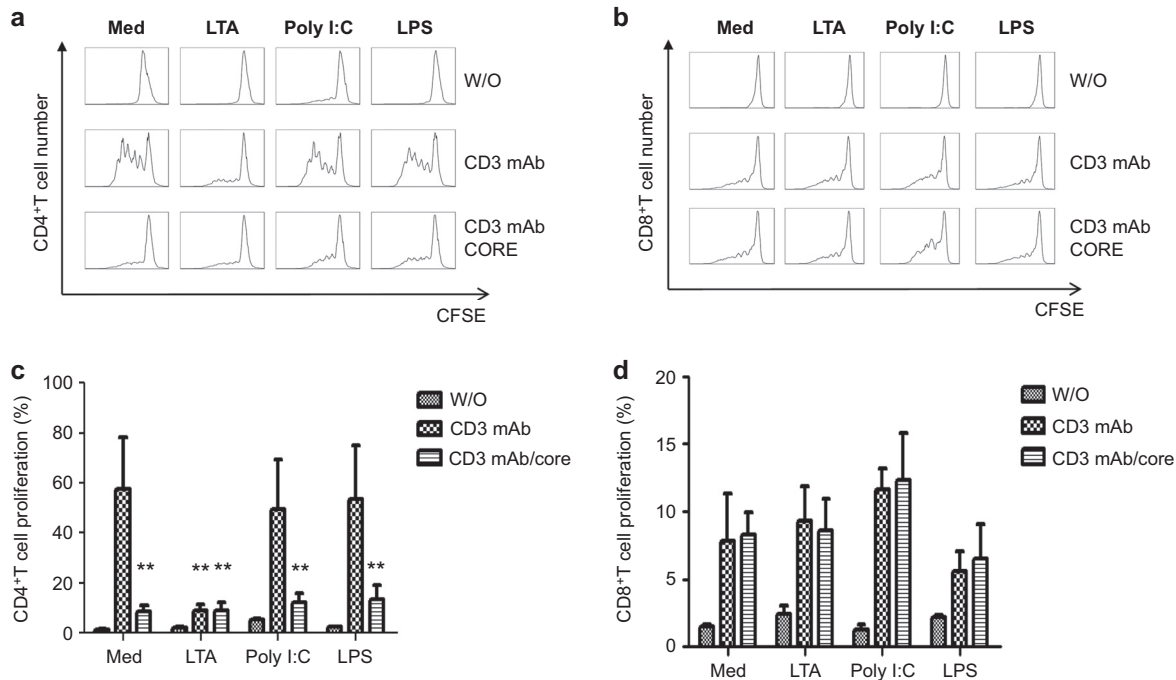 a
Med LTA Poly I:C LPS
W/O
CD3 mAb
CD3 mAb
CORE
CD4+T cell number
CFSE
b
Med LTA Poly I:C LPS
W/O
CD3 mAb
CD3 mAb
CORE
CD8+T cell number
CFSE
c
CD4+T cell proliferation (%)
100
80
60
40
20
0
** ** ** ** **
Med LTA Poly I:C LPS
W/O
CD3 mAb
CD3 mAb/core
d
CD8+T cell proliferation (%)
20
15
10
5
0
Med LTA Poly I:C LPS
W/O
CD3 mAb
CD3 mAb/core